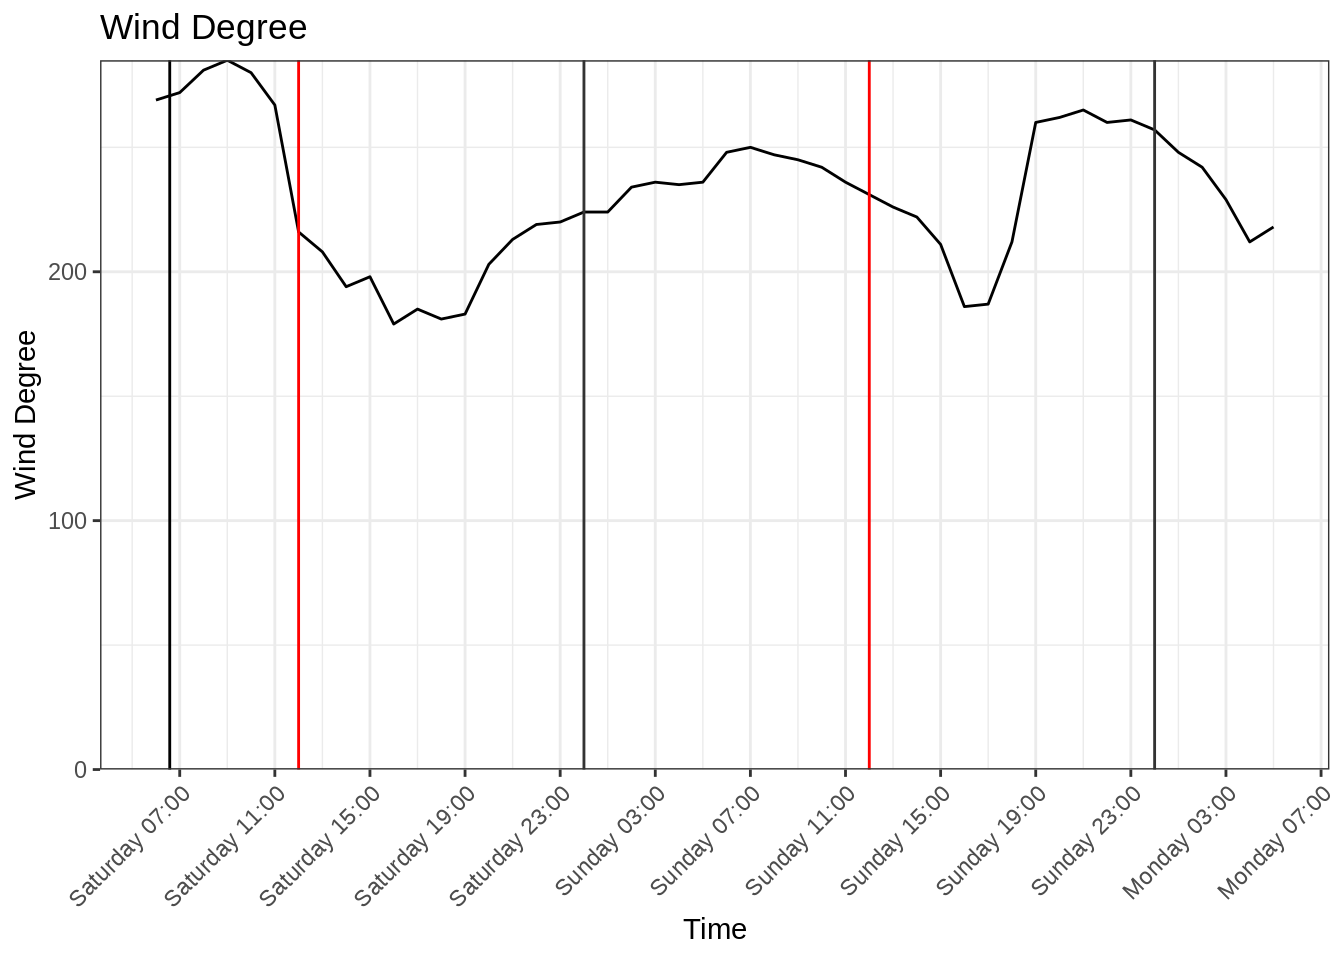 Wind Degree
Wind Degree
200
100
0
Saturday 07:00
Saturday 11:00
Saturday 15:00
Saturday 19:00
Saturday 23:00
Sunday 03:00
Sunday 07:00
Sunday 11:00
Sunday 15:00
Sunday 19:00
Sunday 23:00
Monday 03:00
Monday 07:00
Time